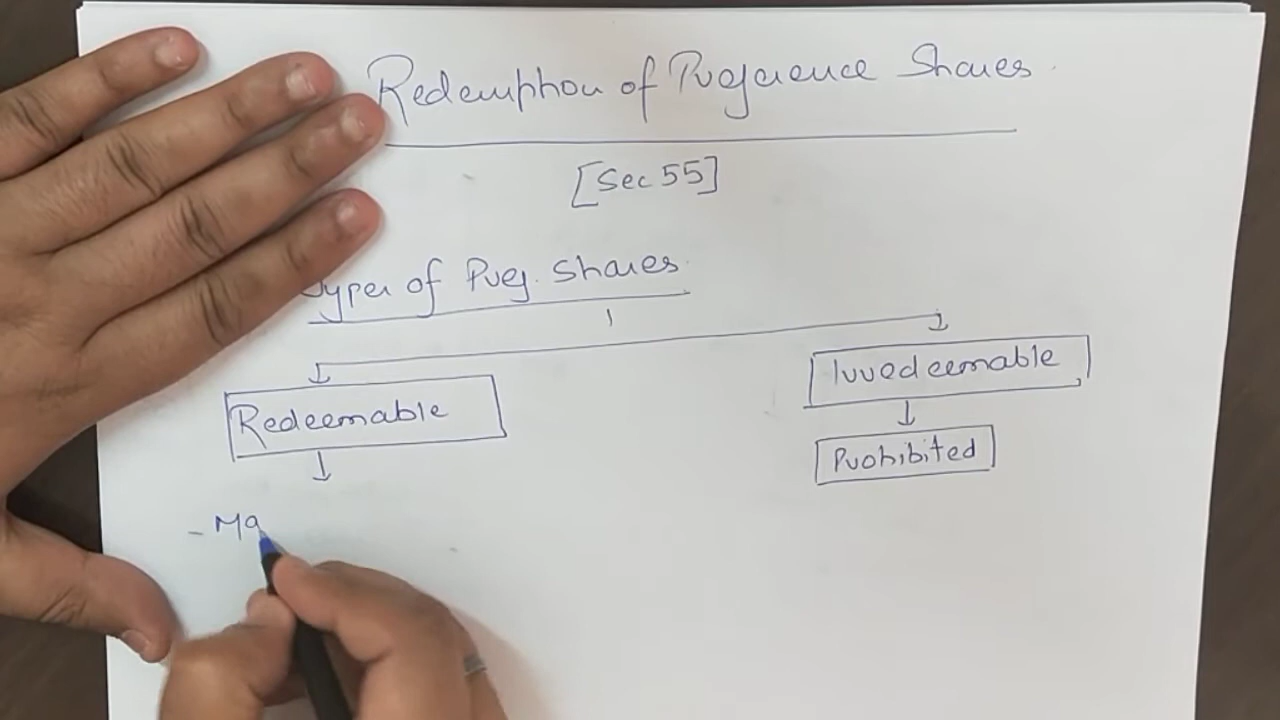 Redemption of Preference Shares
[Sec 55]
Types of Pref. Shares
Redeemable
Irredeemable
Prohibited
- Ma